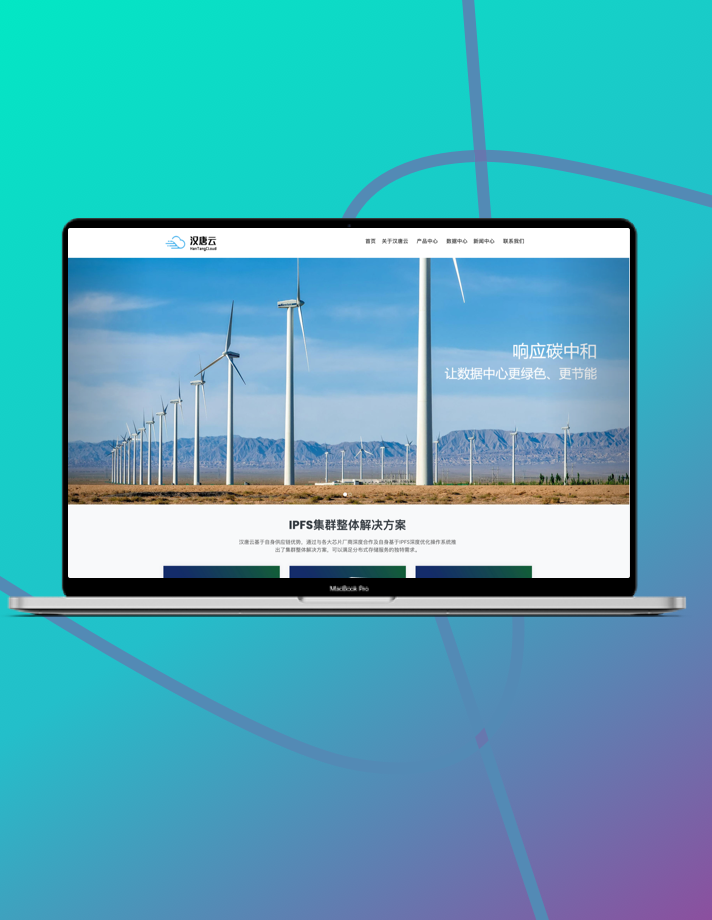 汉唐云
HanTangCloud
首页 关于汉唐云 产品中心 数据中心 新闻中心 联系我们
响应碳中和
让数据中心更绿色、更节能
IPFS集群整体解决方案
汉唐云基于自身供应链优势，通过与各大芯片厂商深度合作及自身基于IPFS深度优化操作系统推
出了集群整体解决方案，可以满足分布式存储服务的独特需求。
MacBook Pro